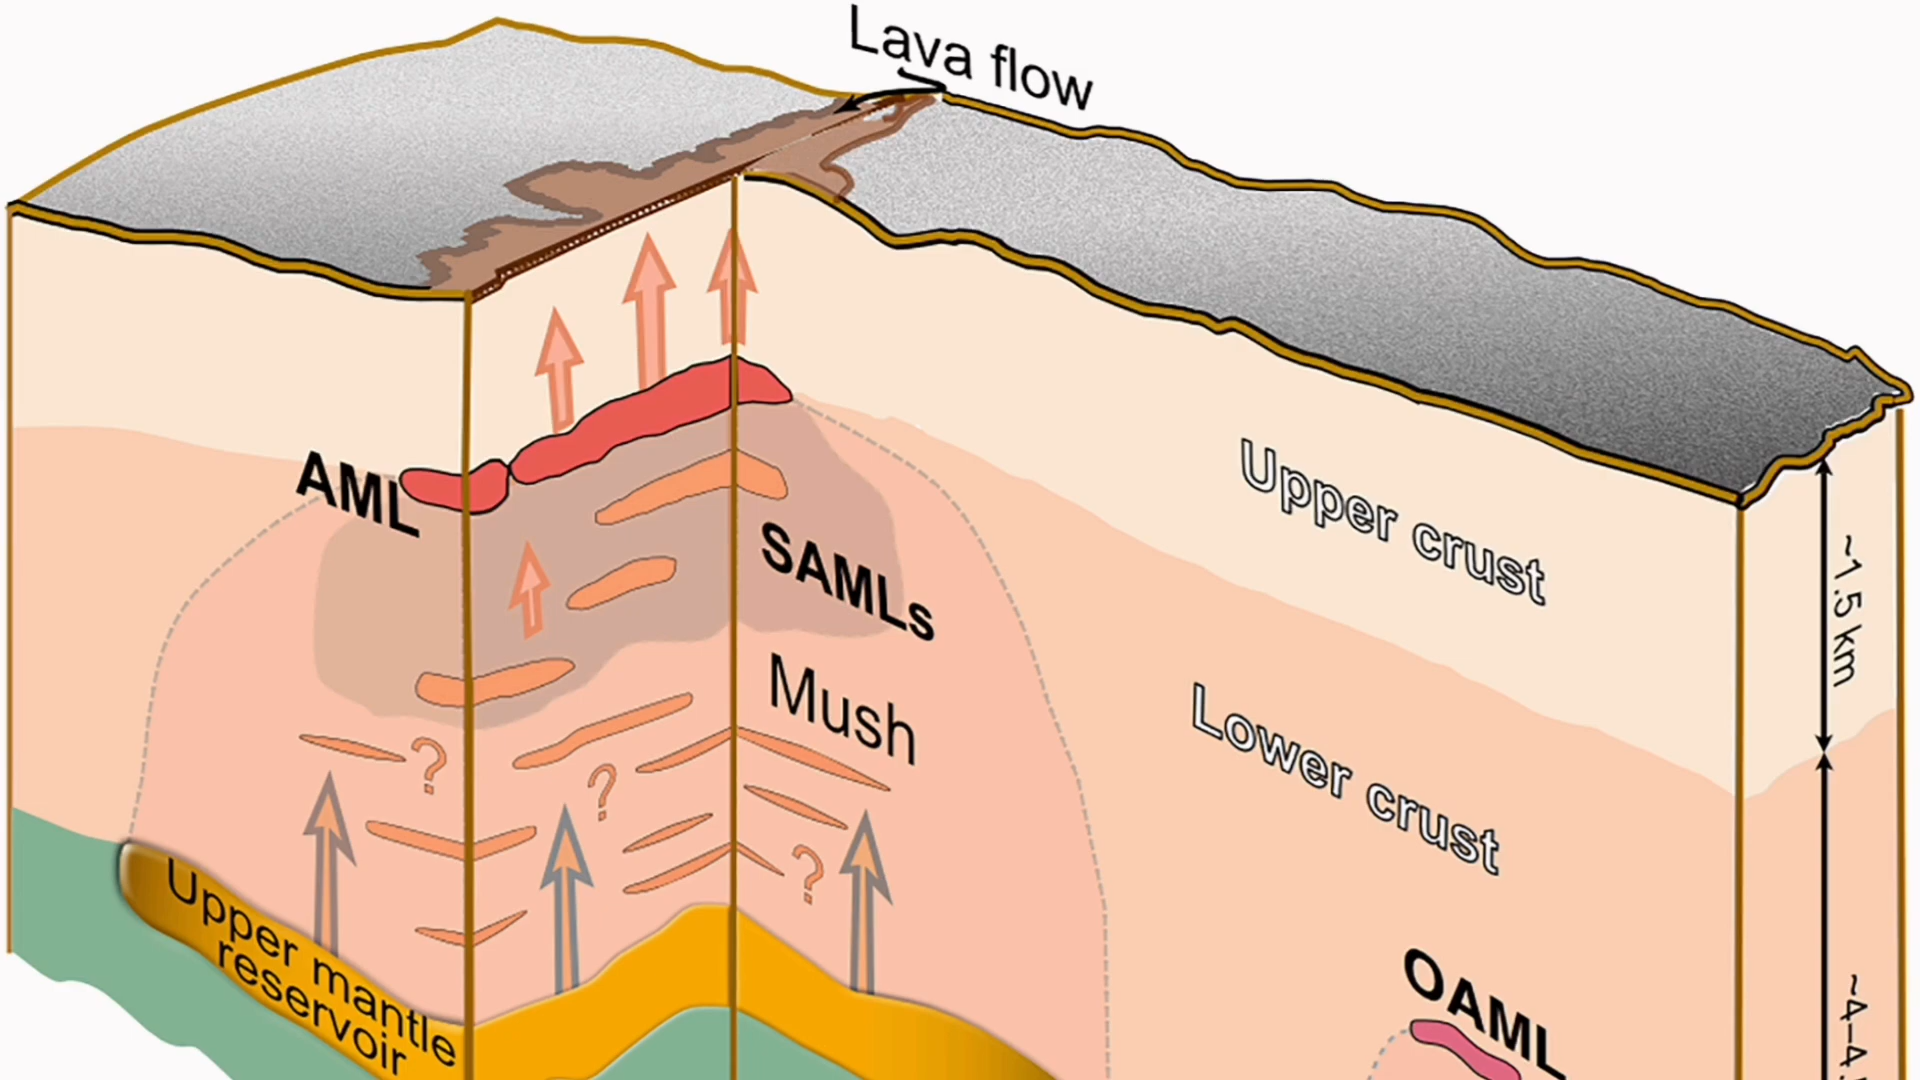 Lava flow
AML
SAMLs
Mush
Upper crust
Lower crust
~1.5 km
?
?
?
Upper mantle
reservoir
OAML